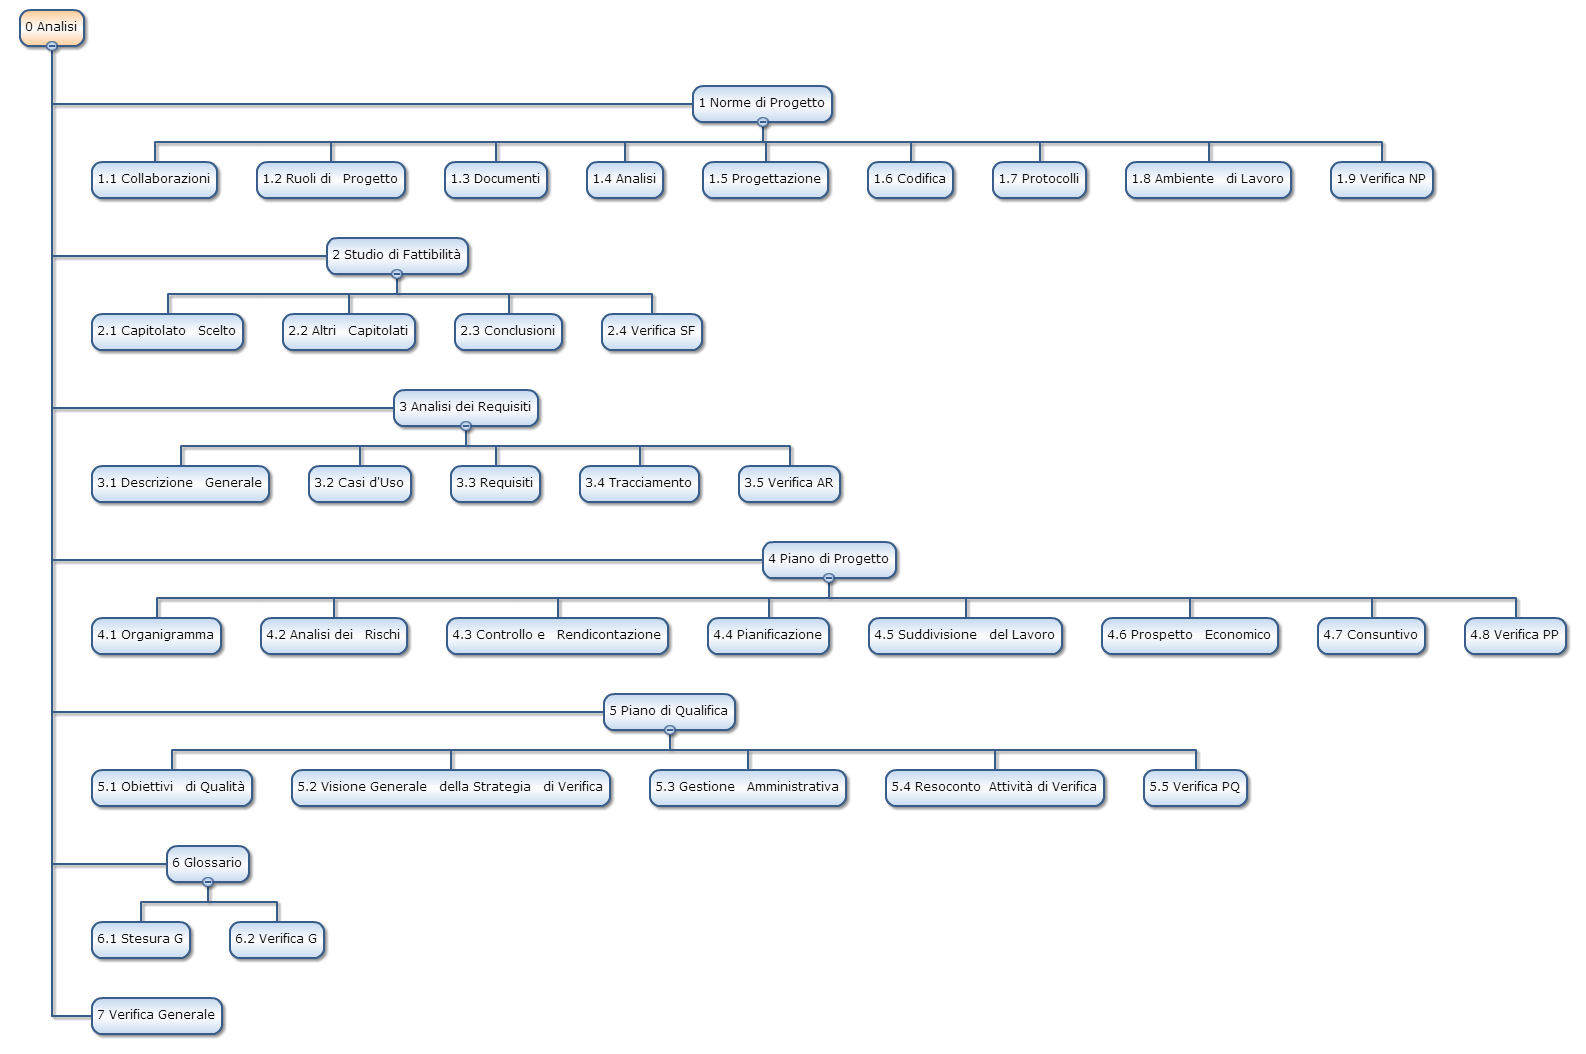 0 Analisi
1 Norme di Progetto
1.1 Collaborazioni
1.2 Ruoli di Progetto
1.3 Documenti
1.4 Analisi
1.5 Progettazione
1.6 Codifica
1.7 Protocolli
1.8 Ambiente di Lavoro
1.9 Verifica NP
2 Studio di Fattibilità
2.1 Capitolato Scelto
2.2 Altri Capitolati
2.3 Conclusioni
2.4 Verifica SF
3 Analisi dei Requisiti
3.1 Descrizione Generale
3.2 Casi d'Uso
3.3 Requisiti
3.4 Tracciamento
3.5 Verifica AR
4 Piano di Progetto
4.1 Organigramma
4.2 Analisi dei Rischi
4.3 Controllo e Rendicontazione
4.4 Pianificazione
4.5 Suddivisione del Lavoro
4.6 Prospetto Economico
4.7 Consuntivo
4.8 Verifica PP
5 Piano di Qualifica
5.1 Obiettivi di Qualità
5.2 Visione Generale della Strategia di Verifica
5.3 Gestione Amministrativa
5.4 Resoconto Attività di Verifica
5.5 Verifica PQ
6 Glossario
6.1 Stesura G
6.2 Verifica G
7 Verifica Generale